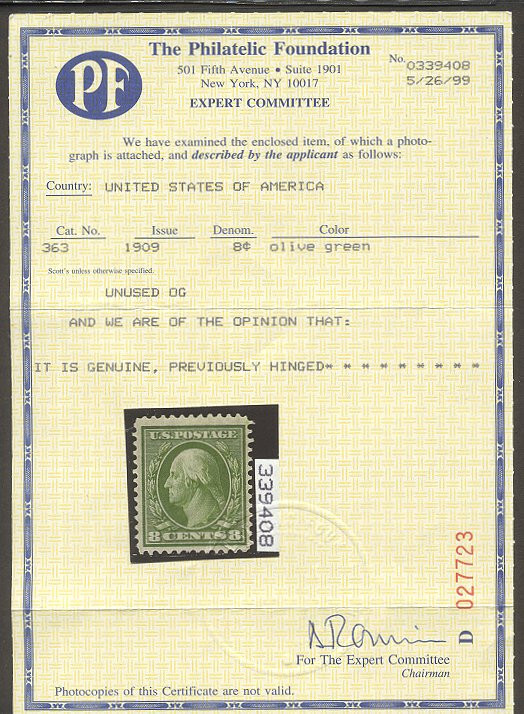 PF
The Philatelic Foundation
501 Fifth Avenue • Suite 1901
New York, NY 10017
EXPERT COMMITTEE
No. 0339408
5/26/99
We have examined the enclosed item, of which a photo-
graph is attached, and described by the applicant as follows:
Country: UNITED STATES OF AMERICA
Cat. No. Issue Denom. Color
363 1909 8¢ olive green
Scott's unless otherwise specified.
UNUSED OG
AND WE ARE OF THE OPINION THAT:
IT IS GENUINE, PREVIOUSLY HINGED* * * * * * * * *
U.S. POSTAGE
8 CENTS 8
339408
D 027723
For The Expert Committee
Chairman
Photocopies of this Certificate are not valid.